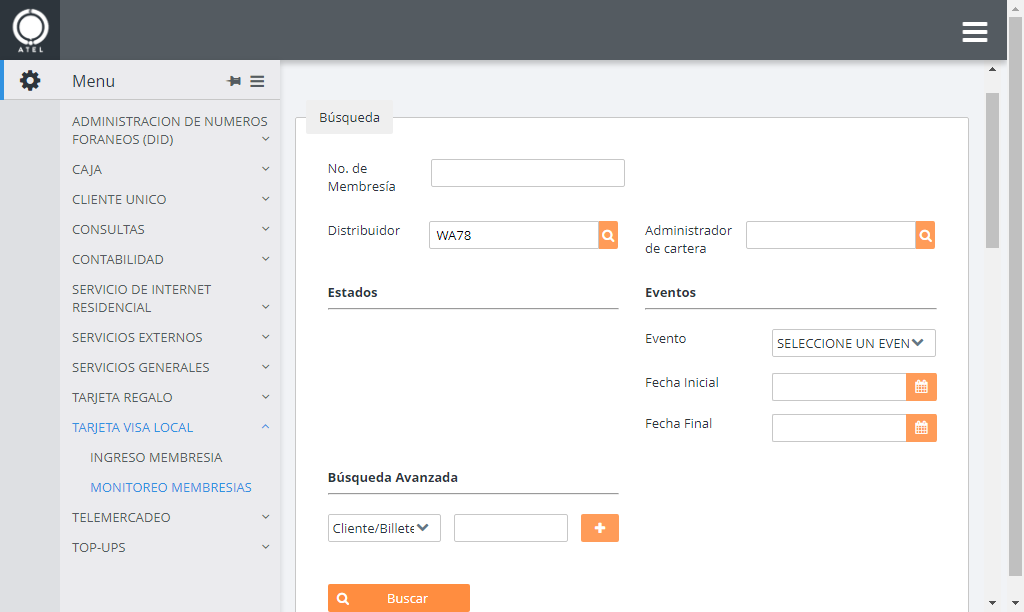 ATEL
Menu
ADMINISTRACION DE NUMEROS
FORANEOS (DID)
CAJA
CLIENTE UNICO
CONSULTAS
CONTABILIDAD
SERVICIO DE INTERNET
RESIDENCIAL
SERVICIOS EXTERNOS
SERVICIOS GENERALES
TARJETA REGALO
TARJETA VISA LOCAL
INGRESO MEMBRESIA
MONITOREO MEMBRESIAS
TELEMERCADEO
TOP-UPS
Búsqueda
No. de
Membresía
Distribuidor
WA78
Administrador
de cartera
Estados
Eventos
Evento
SELECCIONE UN EVEN
Fecha Inicial
Fecha Final
Búsqueda Avanzada
Cliente/Billete
Buscar